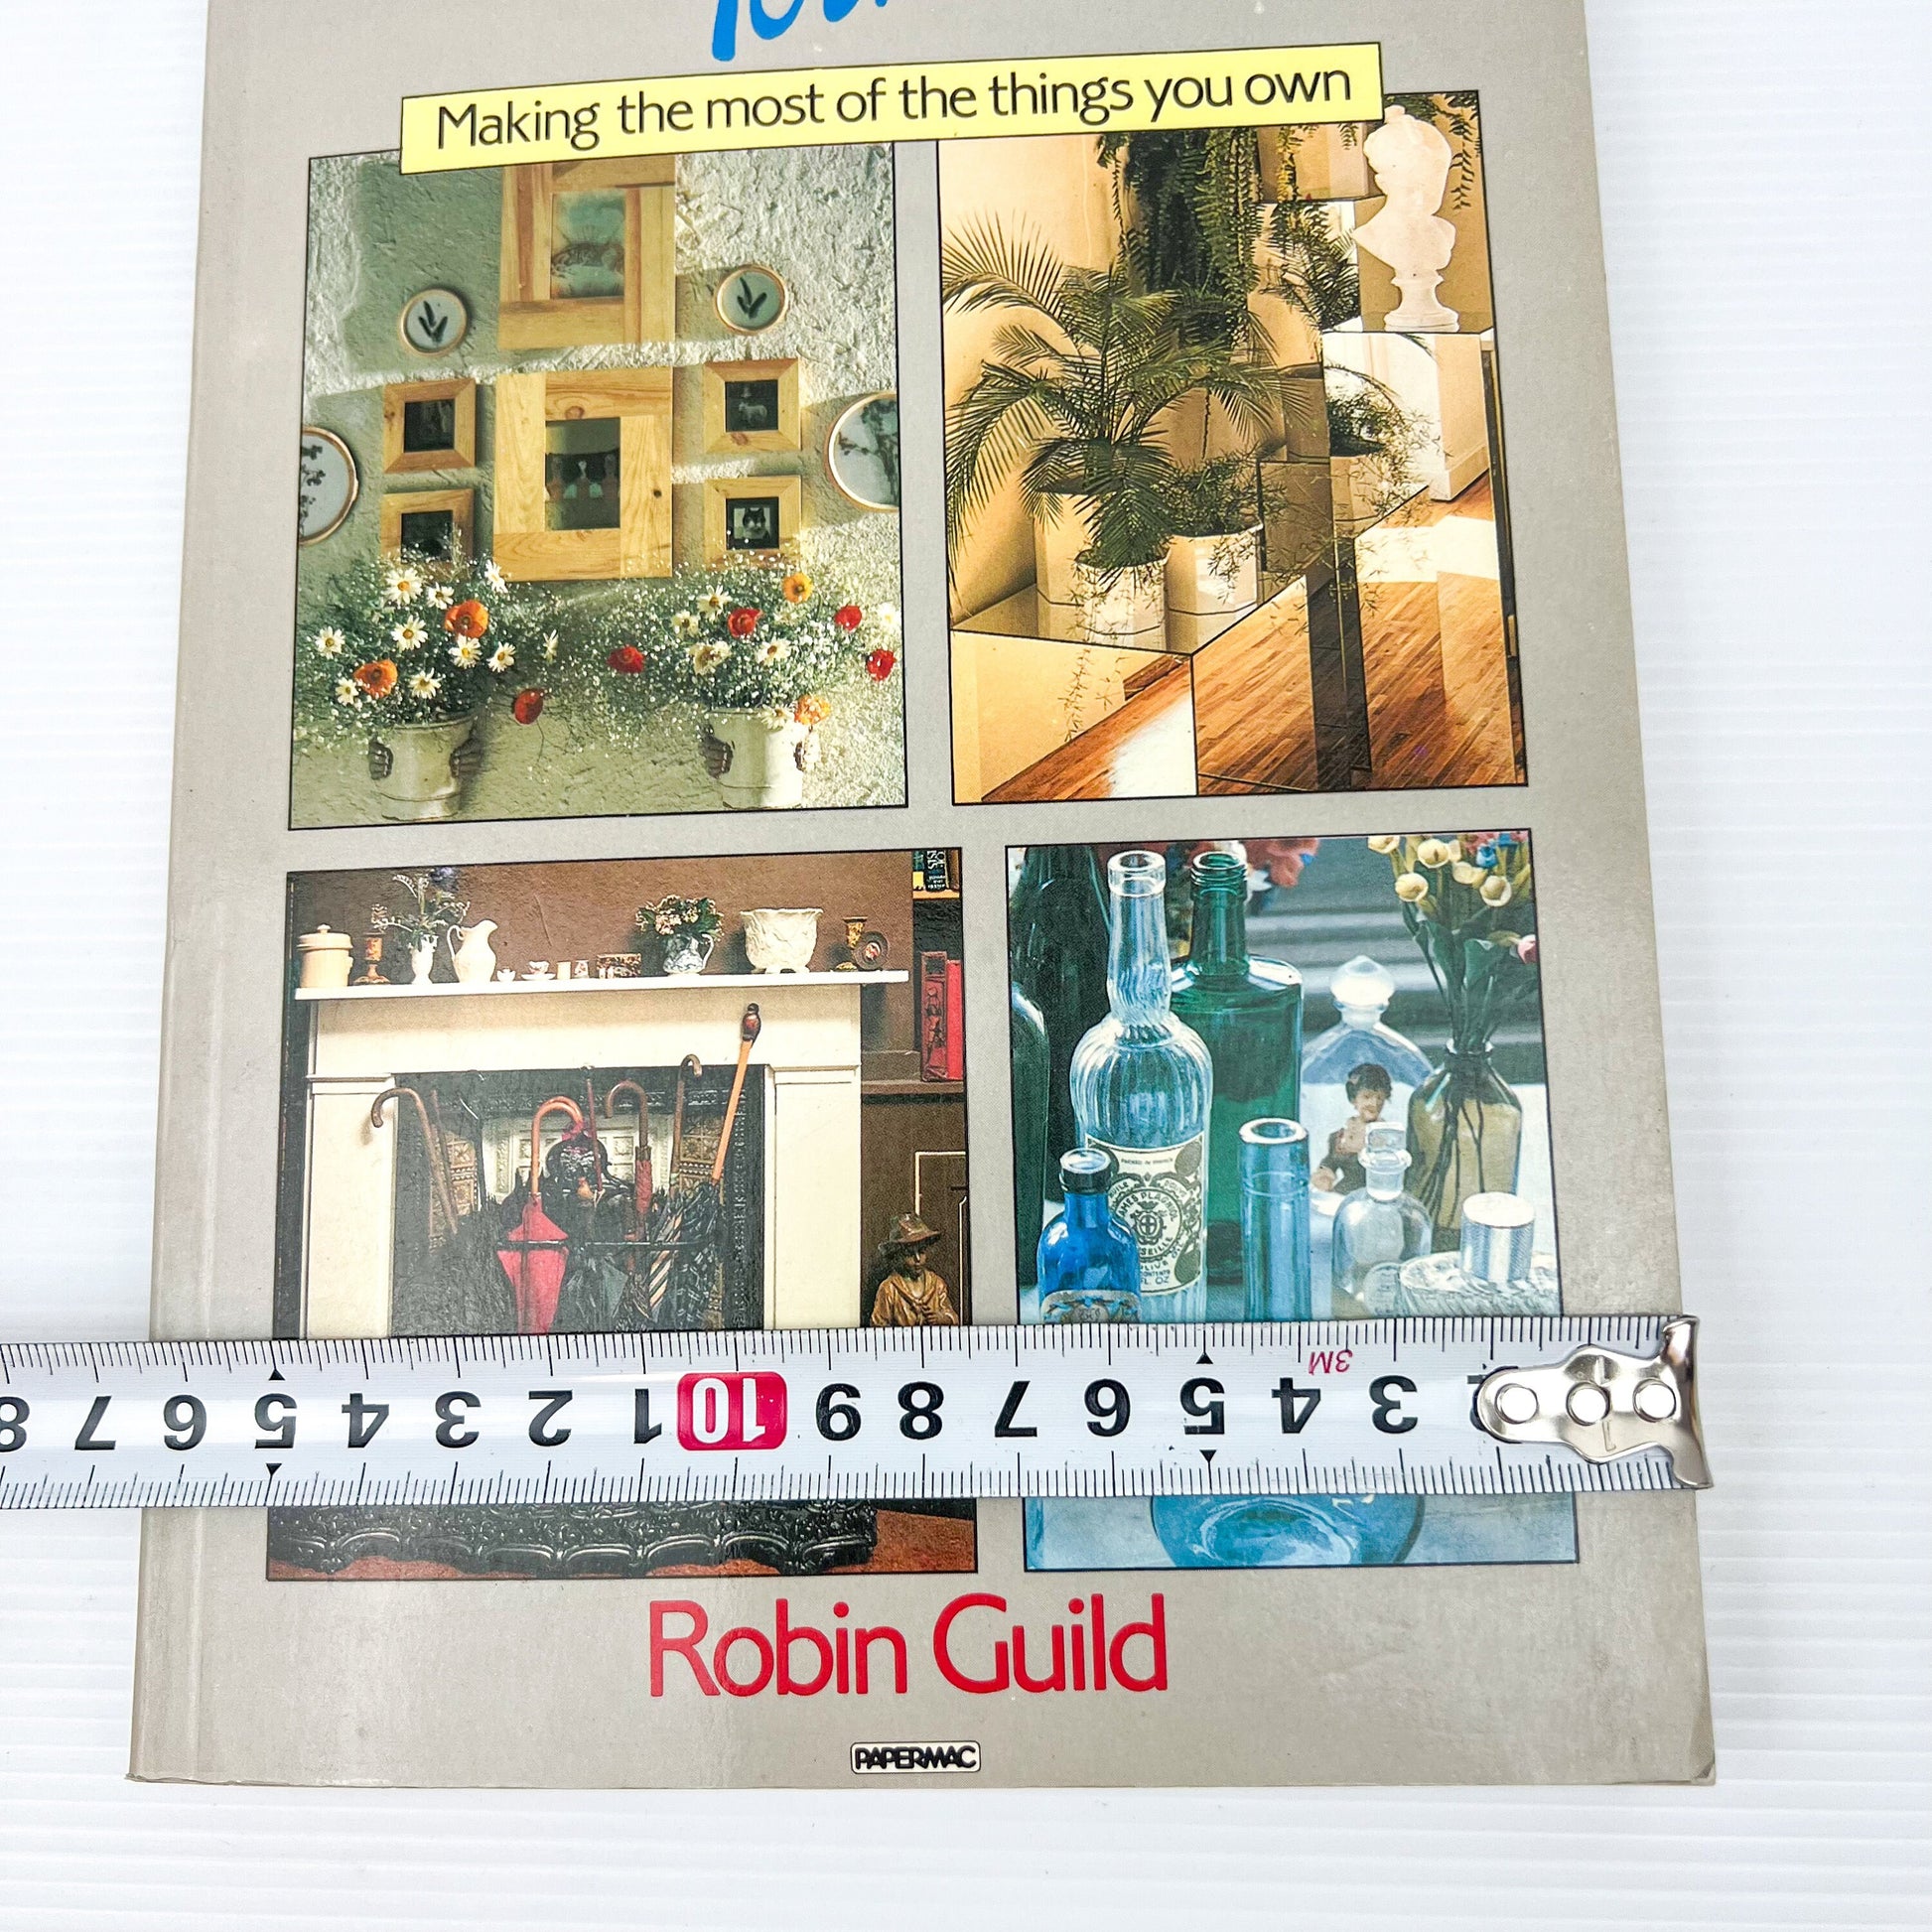 Making the most of the things you own
8 7 6 5 4 3 2 1 10 9 8 7 6 5 4 3
3M
Robin Guild
PAPERMAC